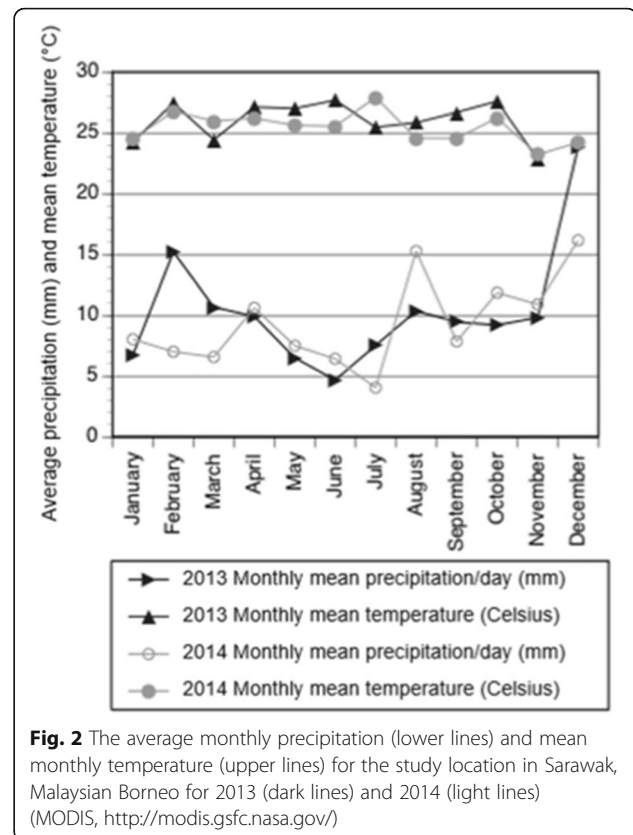 Average precipitation (mm) and mean temperature (°C)
30
25
20
15
10
5
0
January
February
March
April
May
June
July
August
September
October
November
December
2013 Monthly mean precipitation/day (mm)
2013 Monthly mean temperature (Celsius)
2014 Monthly mean precipitation/day (mm)
2014 Monthly mean temperature (Celsius)
Fig. 2 The average monthly precipitation (lower lines) and mean
monthly temperature (upper lines) for the study location in Sarawak,
Malaysian Borneo for 2013 (dark lines) and 2014 (light lines)
(MODIS, http://modis.gsfc.nasa.gov/)